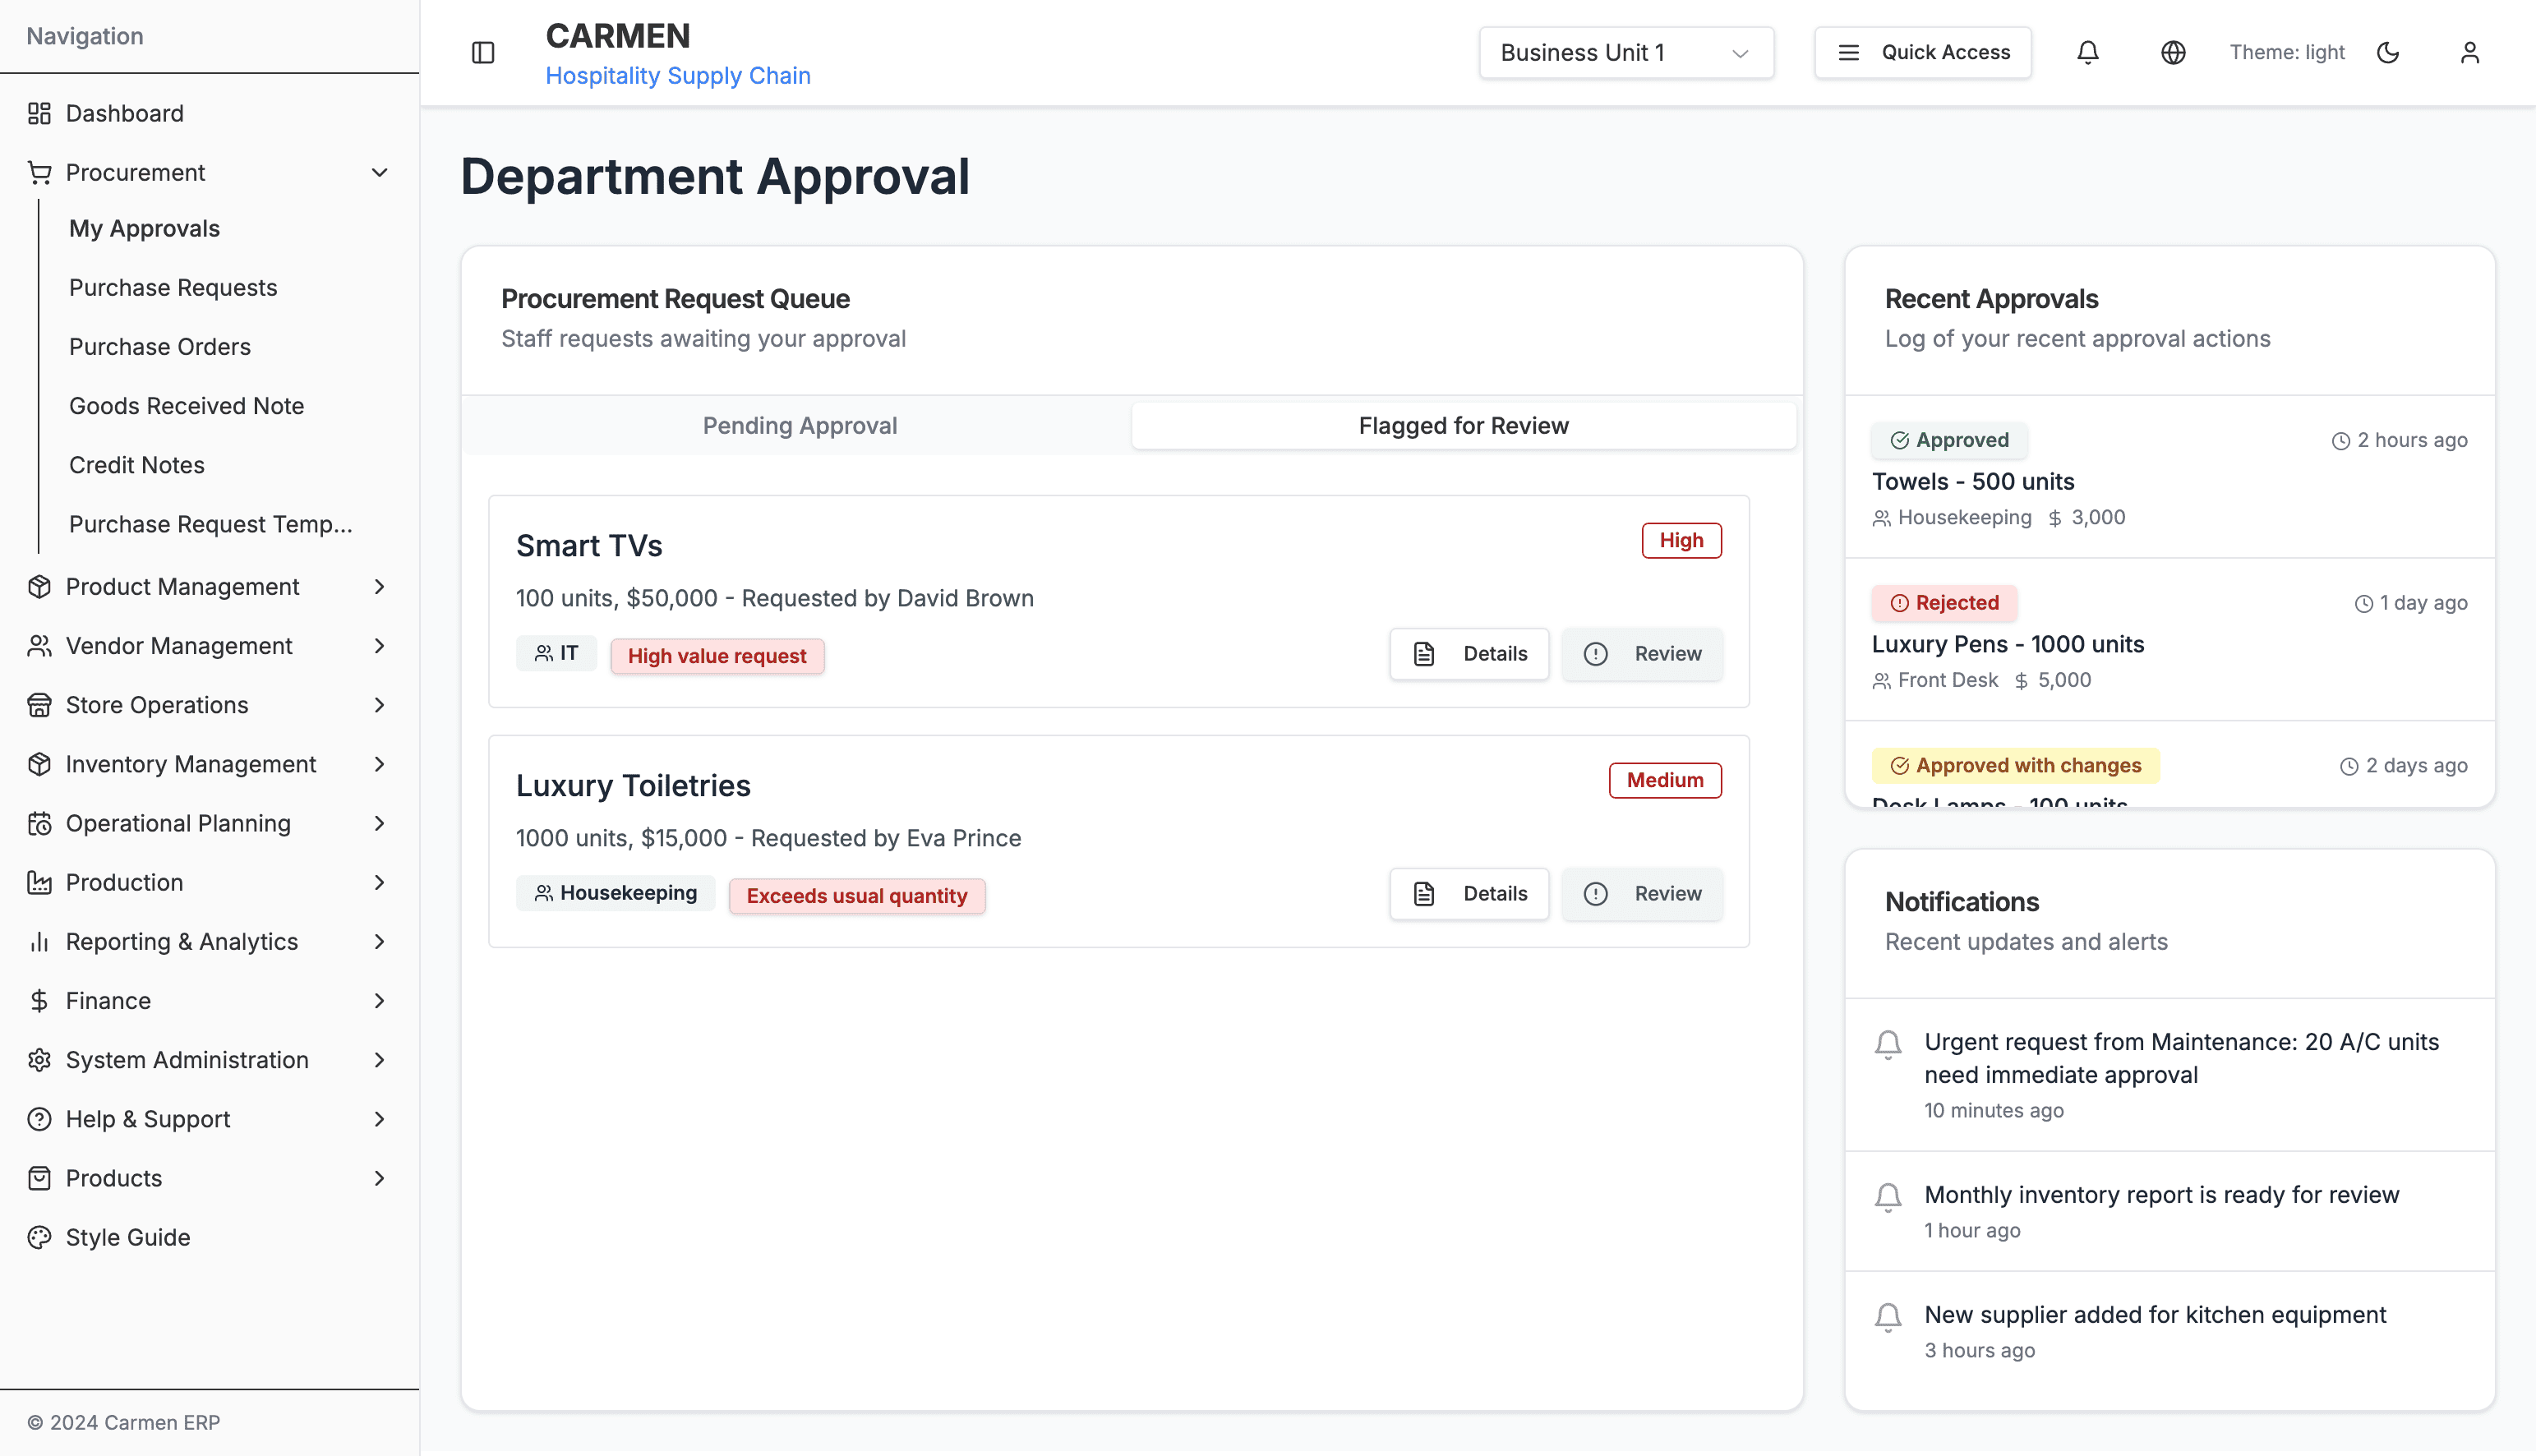 Navigation
Dashboard
Procurement
My Approvals
Purchase Requests
Purchase Orders
Goods Received Note
Credit Notes
Purchase Request Temp...
Product Management
Vendor Management
Store Operations
Inventory Management
Operational Planning
Production
Reporting & Analytics
Finance
System Administration
Help & Support
Products
Style Guide
© 2024 Carmen ERP
CARMEN
Hospitality Supply Chain
Business Unit 1
Quick Access
Theme: light
Department Approval
Procurement Request Queue
Staff requests awaiting your approval
Pending Approval
Flagged for Review
Smart TVs
High
100 units, $50,000 - Requested by David Brown
IT
High value request
Details
Review
Luxury Toiletries
Medium
1000 units, $15,000 - Requested by Eva Prince
Housekeeping
Exceeds usual quantity
Details
Review
Recent Approvals
Log of your recent approval actions
Approved
2 hours ago
Towels - 500 units
Housekeeping $ 3,000
Rejected
1 day ago
Luxury Pens - 1000 units
Front Desk $ 5,000
Approved with changes
2 days ago
Desk Lamps - 100 units
Notifications
Recent updates and alerts
Urgent request from Maintenance: 20 A/C units
need immediate approval
10 minutes ago
Monthly inventory report is ready for review
1 hour ago
New supplier added for kitchen equipment
3 hours ago